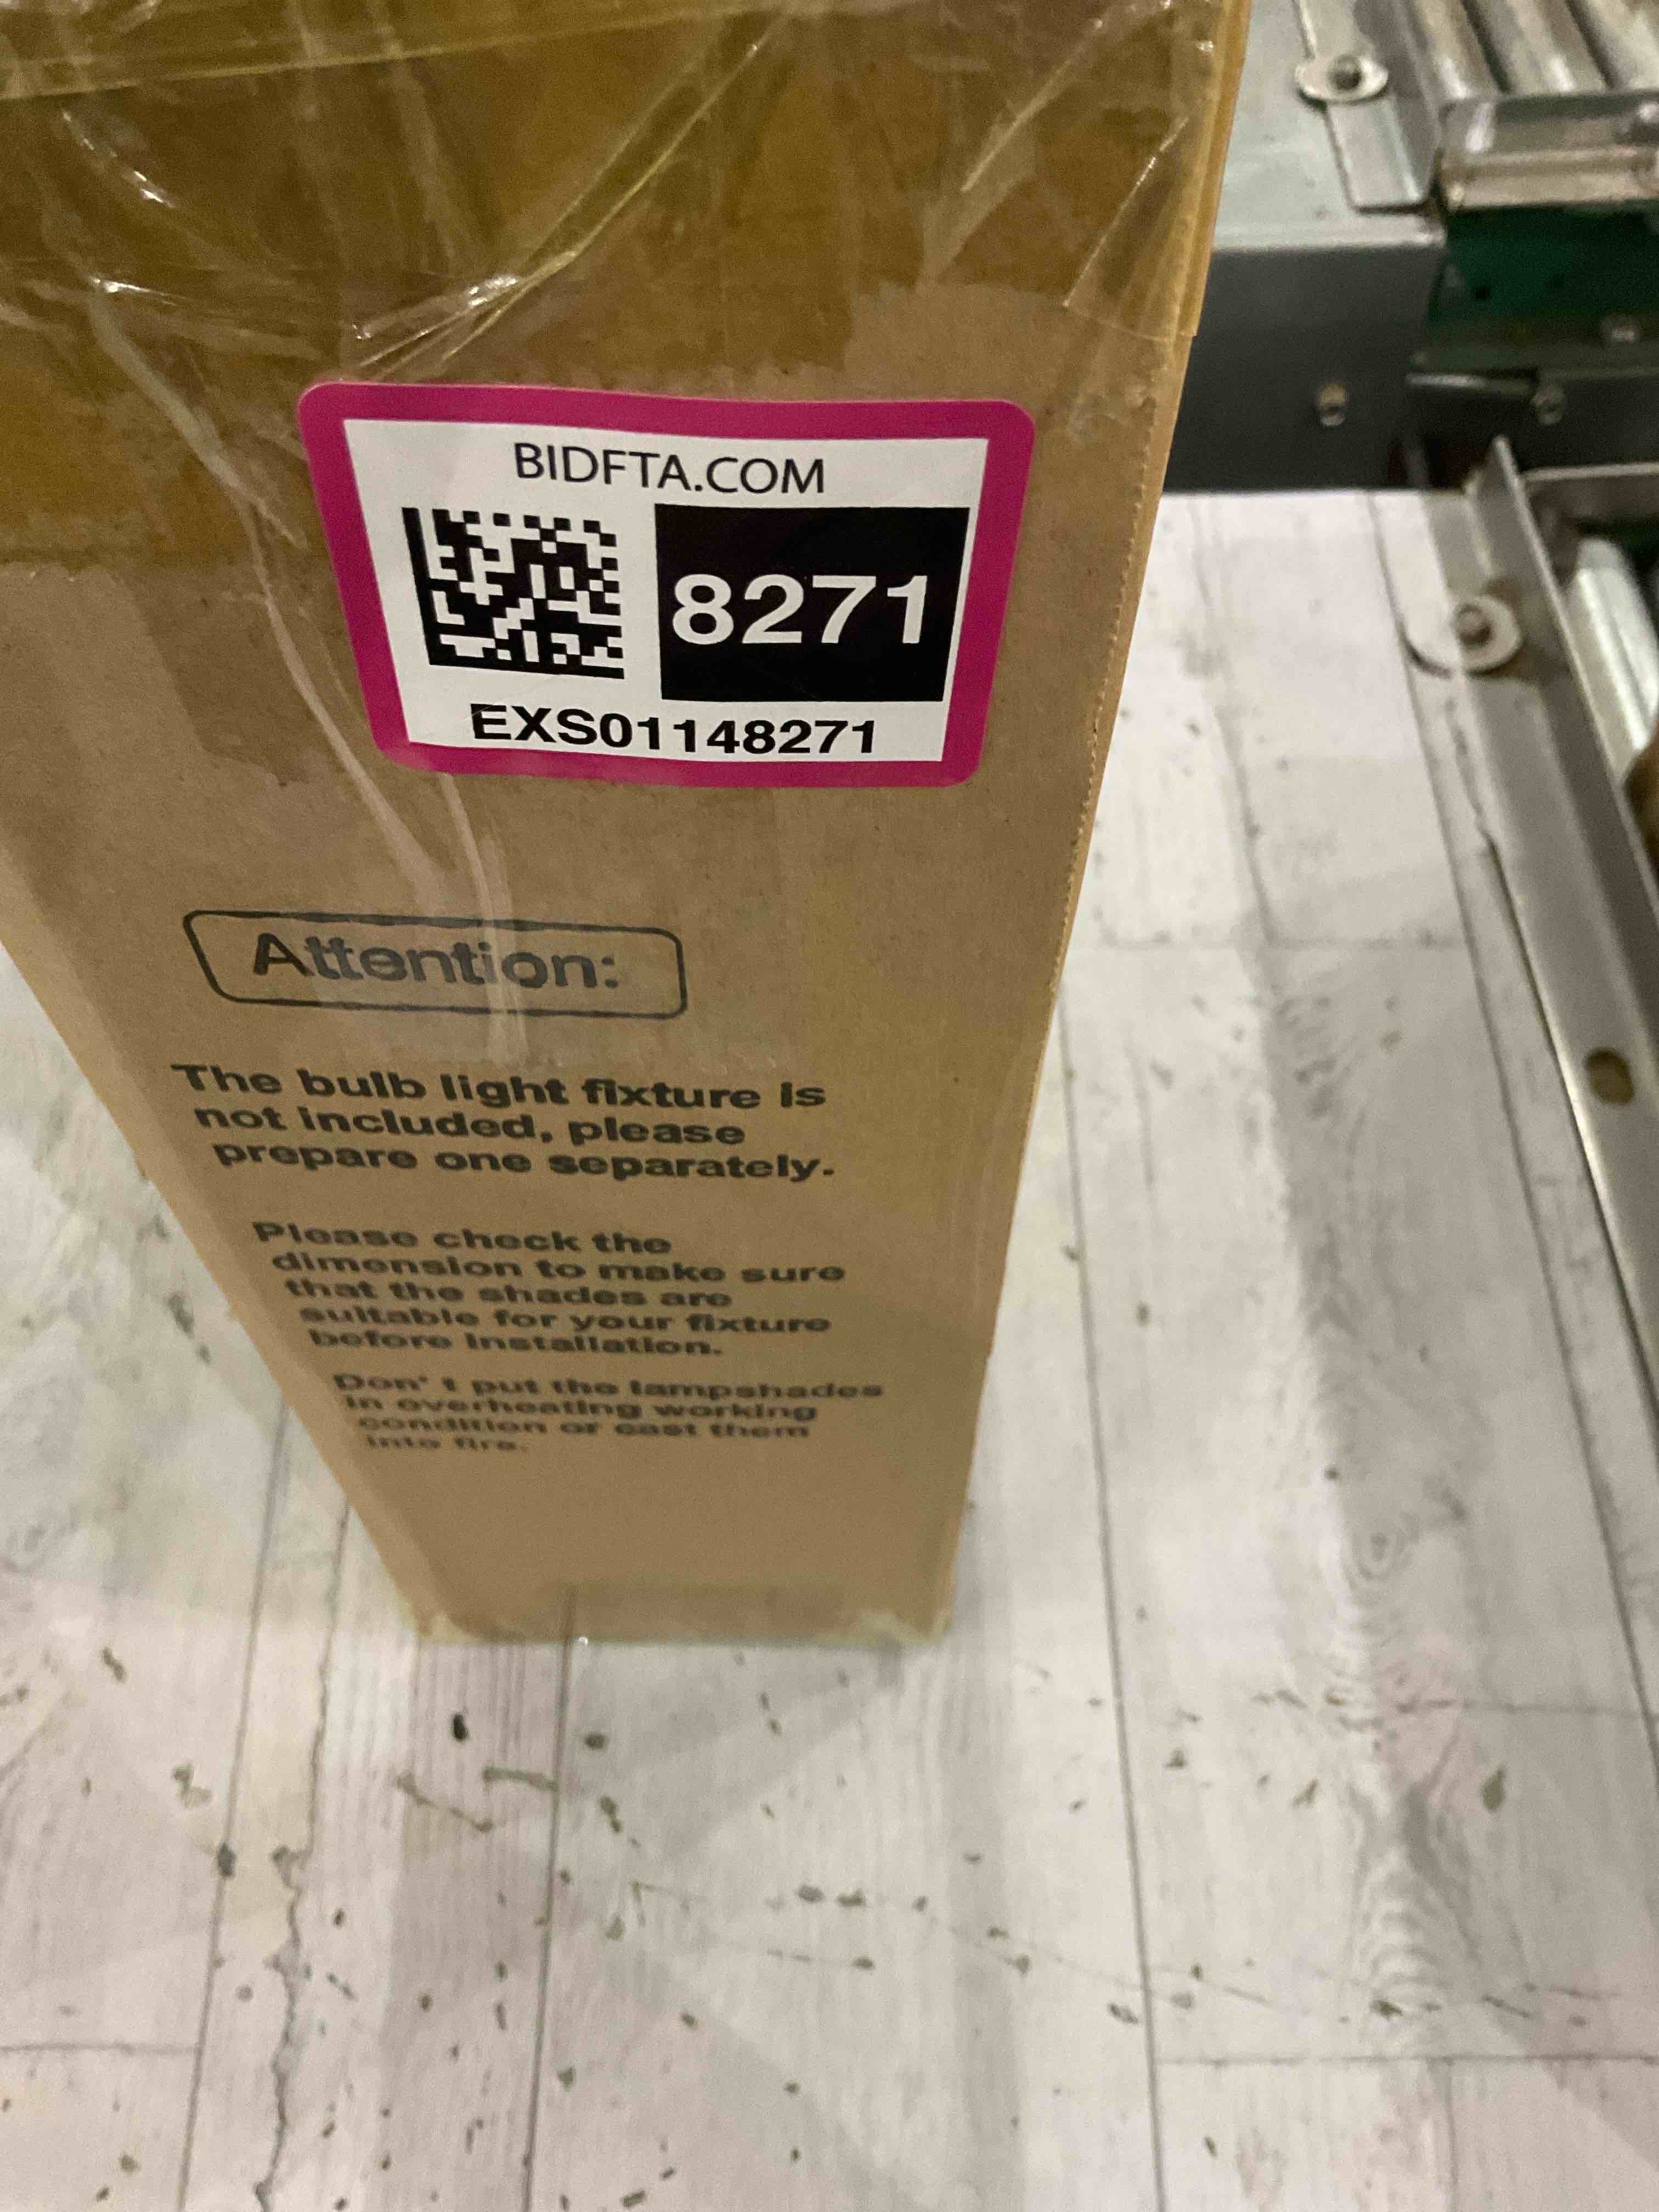 BIDFTA.COM
8271
EXS01148271
Attention:
The bulb light fixture is
not included, please
prepare one separately.
Please check the
dimension to make sure
that the shades are
suitable for your fixture
before installation.
Don't put the lampshades
in overheating working
condition or cast them
into fire.